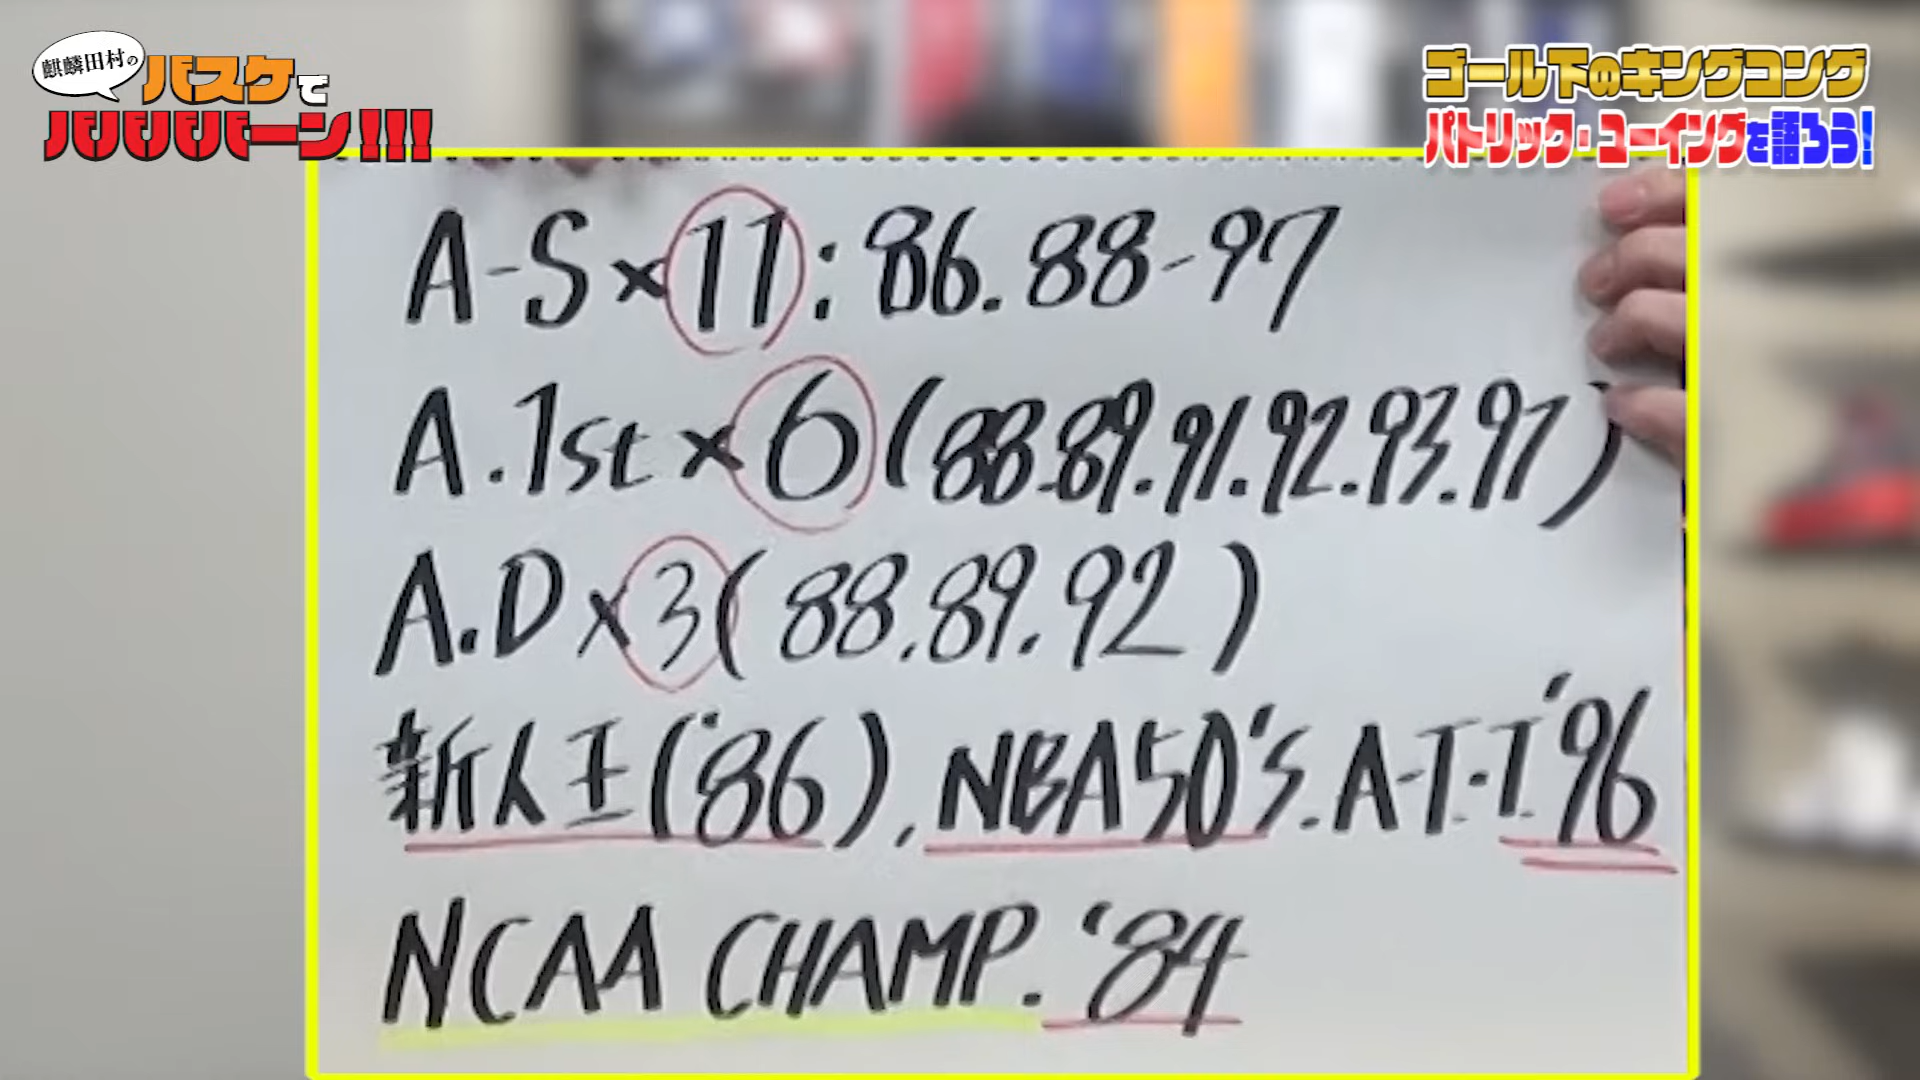 麒麟田村の
バスケで
バババババーン!!!
ゴール下のキングコング
パトリック・ユーイングを語ろう!
A-S×11:86.88-97
A.1st×6(88.89.91.92.93.97)
A.D×3(88.89.92)
新人王('86),NBA50's.A-T.T'96
NCAA CHAMP.'84